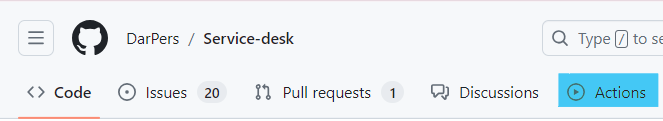 DarPers / Service-desk
Type / to se
Code Issues 20 Pull requests 1 Discussions Actions